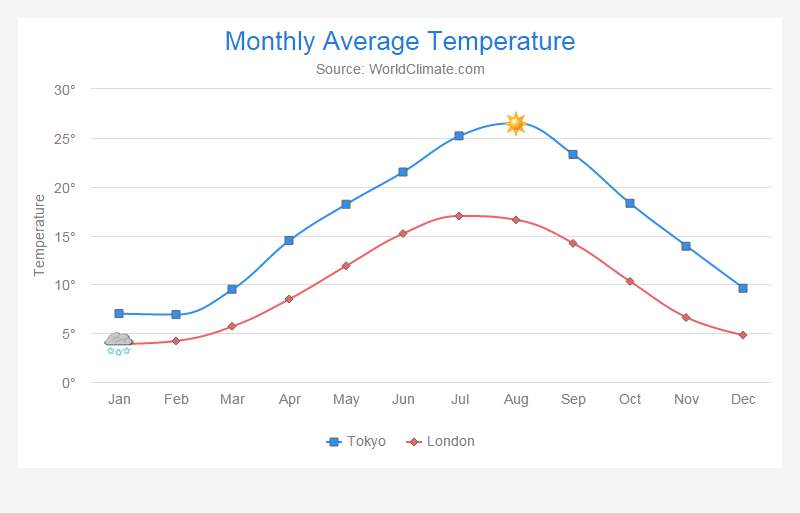 Monthly Average Temperature
Source: WorldClimate.com
Temperature
30°
25°
20°
15°
10°
5°
0°
Jan Feb Mar Apr May Jun Jul Aug Sep Oct Nov Dec
Tokyo London